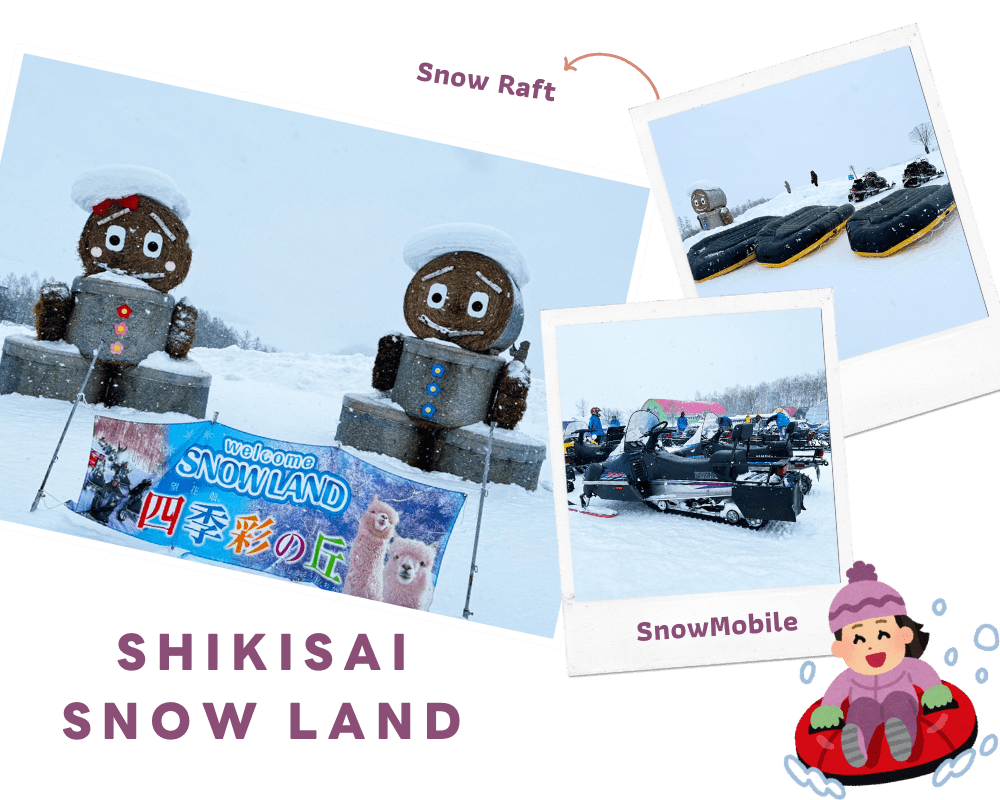 Snow Raft
welcome
SNOWLAND
四季彩の丘
SnowMobile
SHIKISAI
SNOW LAND